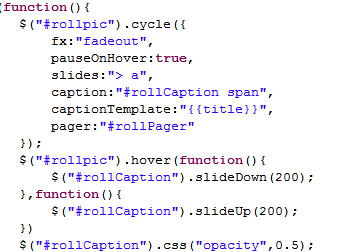 (function(){
$("#rollpic").cycle({
fx:"fadeout",
pauseOnHover:true,
slides:"> a",
caption:"#rollCaption span",
captionTemplate:"{{title}}",
pager:"#rollPager"
});
$("#rollpic").hover(function(){
$("#rollCaption").slideDown(200);
},function(){
$("#rollCaption").slideUp(200);
})
$("#rollCaption").css("opacity",0.5);